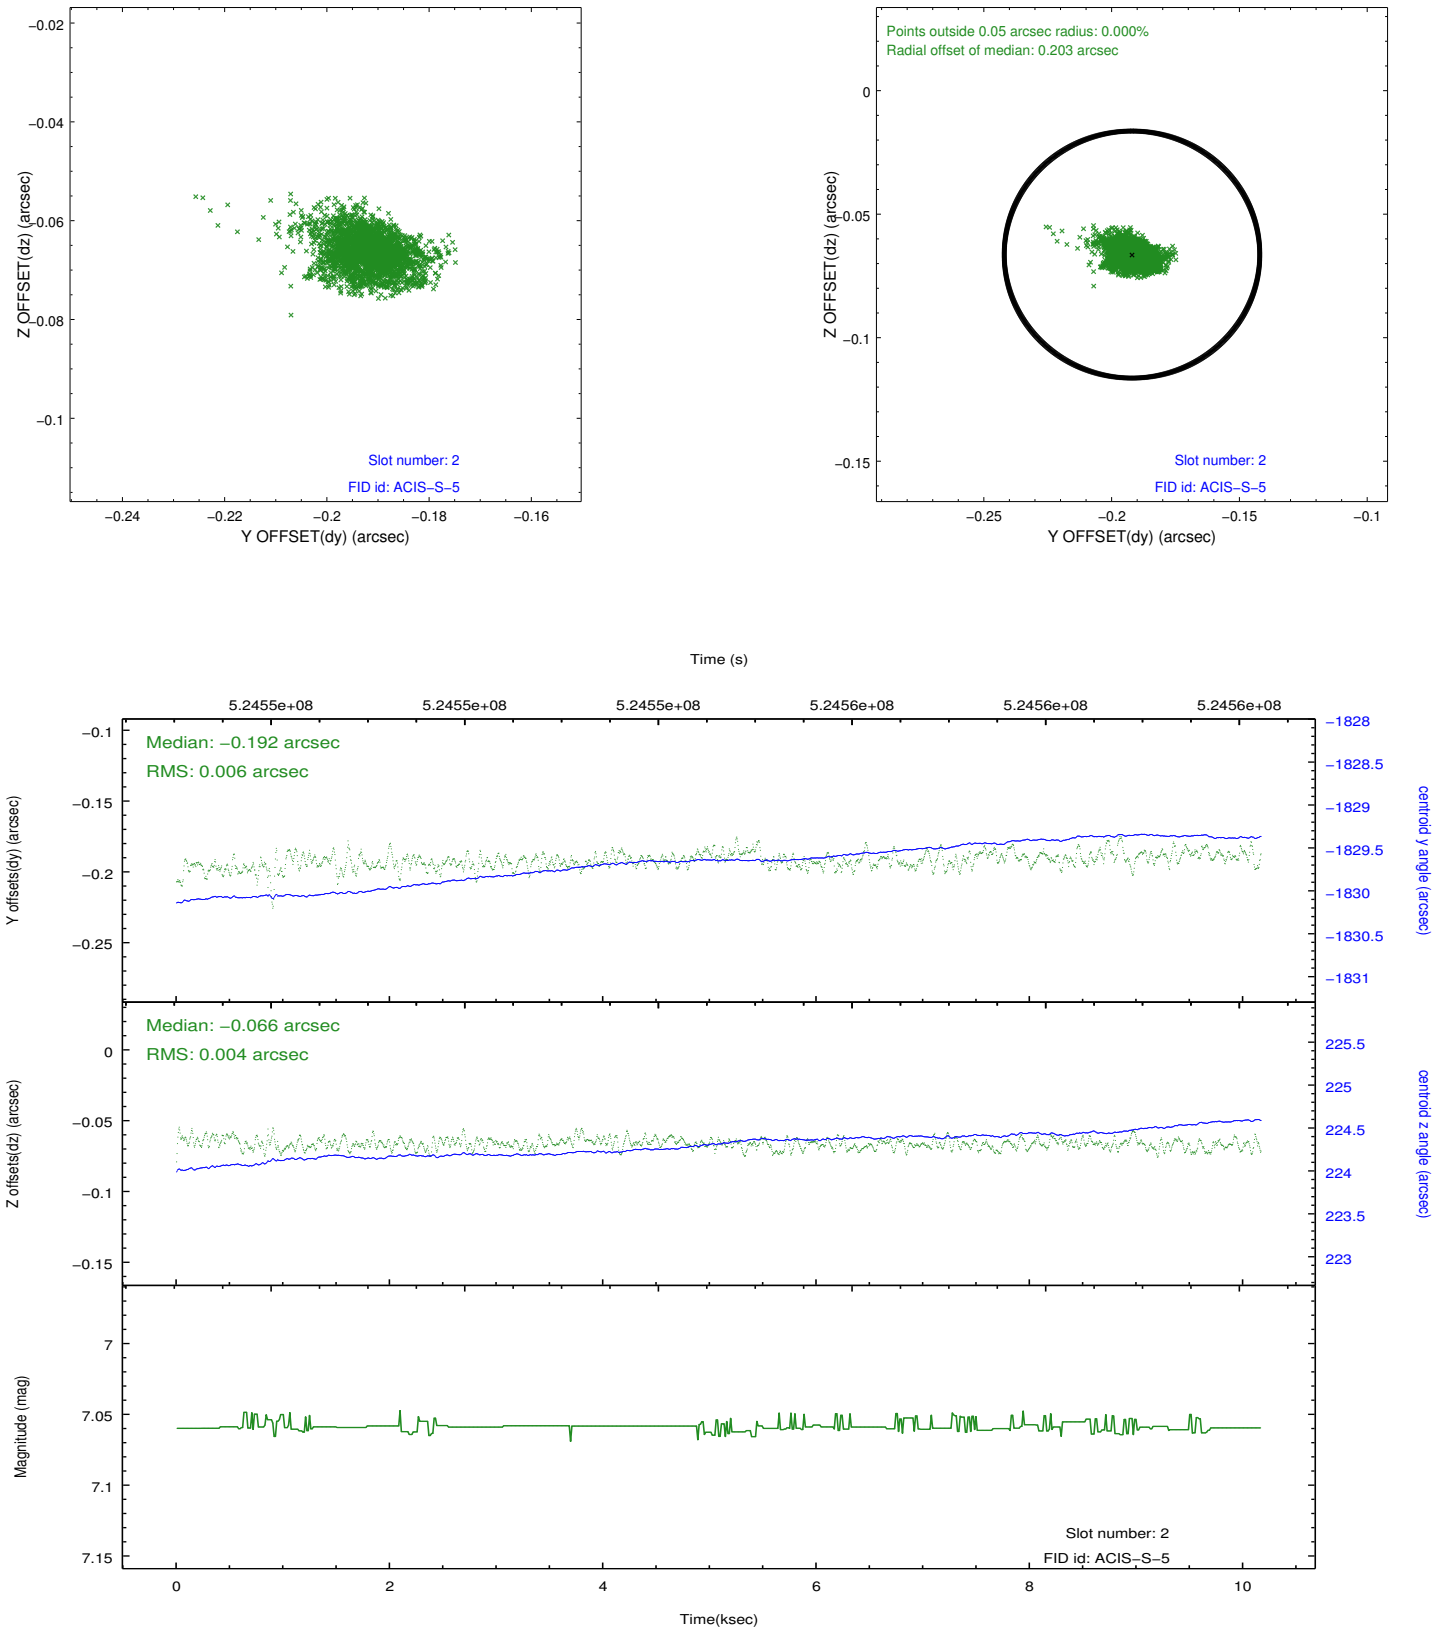 −0.02
−0.04
−0.06
−0.08
−0.1
Z OFFSET(dz) (arcsec)
Slot number: 2
FID id: ACIS−S−5
−0.24
−0.22
−0.2
−0.18
−0.16
Y OFFSET(dy) (arcsec)
Points outside 0.05 arcsec radius: 0.000%
Radial offset of median: 0.203 arcsec
0
−0.05
−0.1
−0.15
Z OFFSET(dz) (arcsec)
Slot number: 2
FID id: ACIS−S−5
−0.25
−0.2
−0.15
−0.1
Y OFFSET(dy) (arcsec)
Time (s)
5.2455e+08
5.2455e+08
5.2455e+08
5.2456e+08
5.2456e+08
5.2456e+08
Median: −0.192 arcsec
RMS: 0.006 arcsec
−0.1
−0.15
−0.2
−0.25
Y offsets(dy) (arcsec)
−1828
−1828.5
−1829
−1829.5
−1830
−1830.5
−1831
centroid y angle (arcsec)
Median: −0.066 arcsec
RMS: 0.004 arcsec
0
−0.05
−0.1
−0.15
Z offsets(dz) (arcsec)
225.5
225
224.5
224
223.5
223
centroid z angle (arcsec)
7
7.05
7.1
7.15
Magnitude (mag)
Slot number: 2
FID id: ACIS−S−5
0
2
4
6
8
10
Time(ksec)